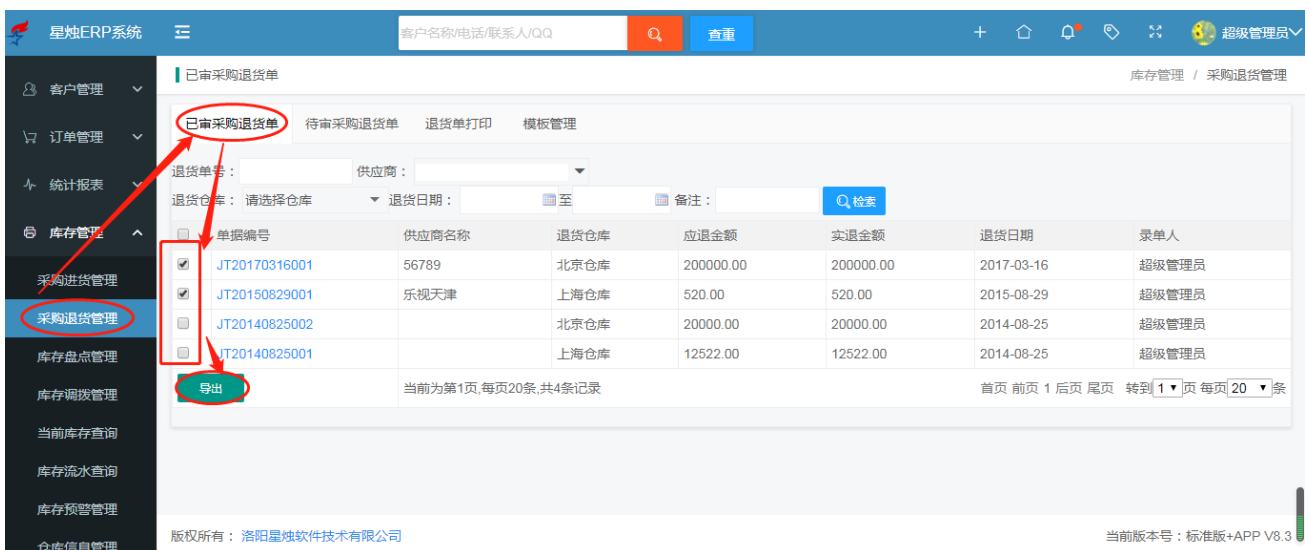 星烛ERP系统
客户名称/电话/联系人/QQ
查重
超级管理员
客户管理
订单管理
统计报表
库存管理
采购进货管理
采购退货管理
库存盘点管理
库存调拨管理
当前库存查询
库存流水查询
库存预警管理
仓库信息管理
已审采购退货单
库存管理 / 采购退货管理
已审采购退货单 待审采购退货单 退货单打印 模板管理
退货单号： 供应商：
退货仓库： 请选择仓库 退货日期： 至 备注： 检索
单据编号 供应商名称 退货仓库 应退金额 实退金额 退货日期 录单人
JT20170316001 56789 北京仓库 200000.00 200000.00 2017-03-16 超级管理员
JT20150829001 乐视天津 上海仓库 520.00 520.00 2015-08-29 超级管理员
JT20140825002 北京仓库 20000.00 20000.00 2014-08-25 超级管理员
JT20140825001 上海仓库 12522.00 12522.00 2014-08-25 超级管理员
导出 当前为第1页,每页20条,共4条记录 首页 前页 1 后页 尾页 转到 1 页 每页 20 条
版权所有： 洛阳星烛软件技术有限公司
当前版本号：标准版+APP V8.3